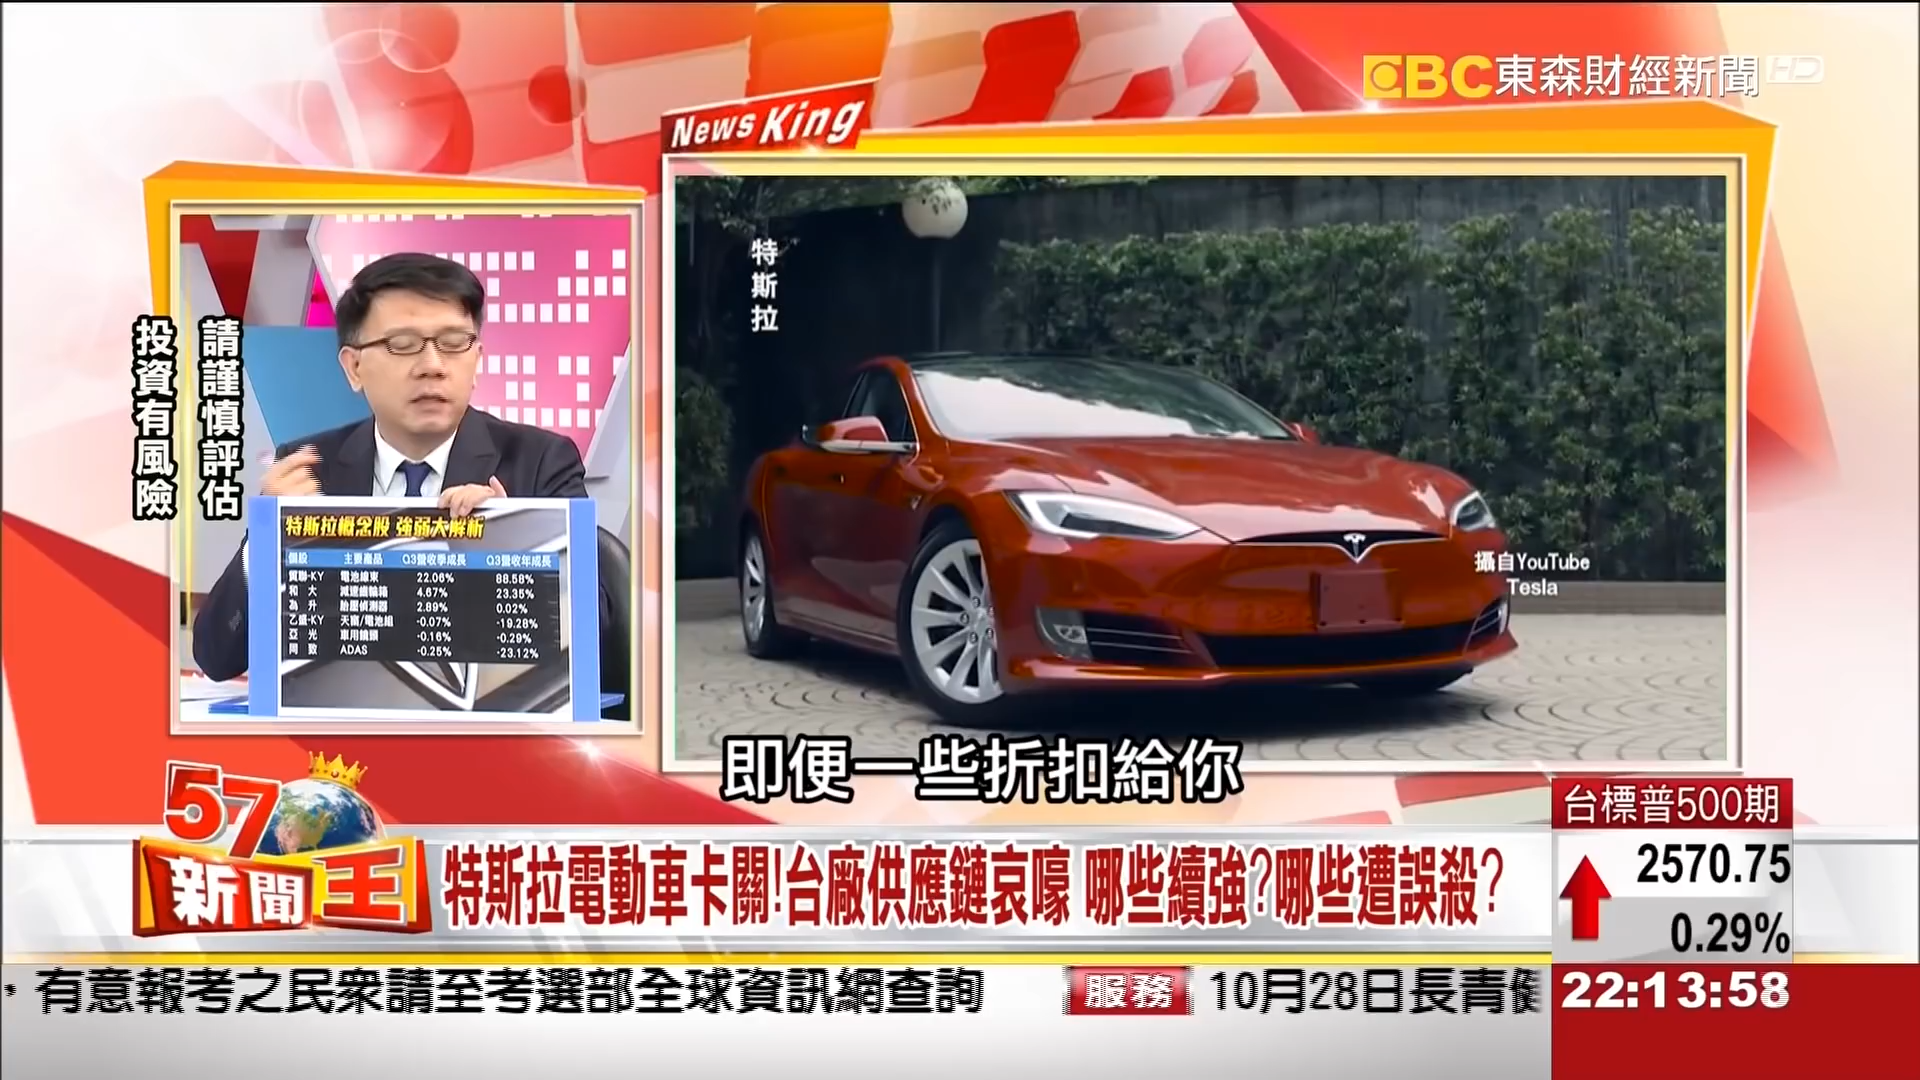 EBC 東森財經新聞 HD
News King
特斯拉
請謹慎評估
投資有風險
特斯拉概念股 強弱大解析
個股 主要產品 Q3營收季成長 Q3營收年成長
貿聯-KY 電池線束 22.06% 88.58%
和大 減速齒輪箱 4.67% 23.35%
為升 胎壓偵測器 2.89% 0.02%
乙盛-KY 天窗/電池組 -0.07% -19.28%
亞光 車用鏡頭 -0.16% -0.29%
同致 ADAS -0.25% -23.12%
攝自YouTube
Tesla
即便一些折扣給你
57
新聞王
特斯拉電動車卡關!台廠供應鏈哀嚎 哪些續強?哪些遭誤殺?
台標普500期
2570.75
0.29%
，有意報考之民眾請至考選部全球資訊網查詢
服務 10月28日長青
22:13:58